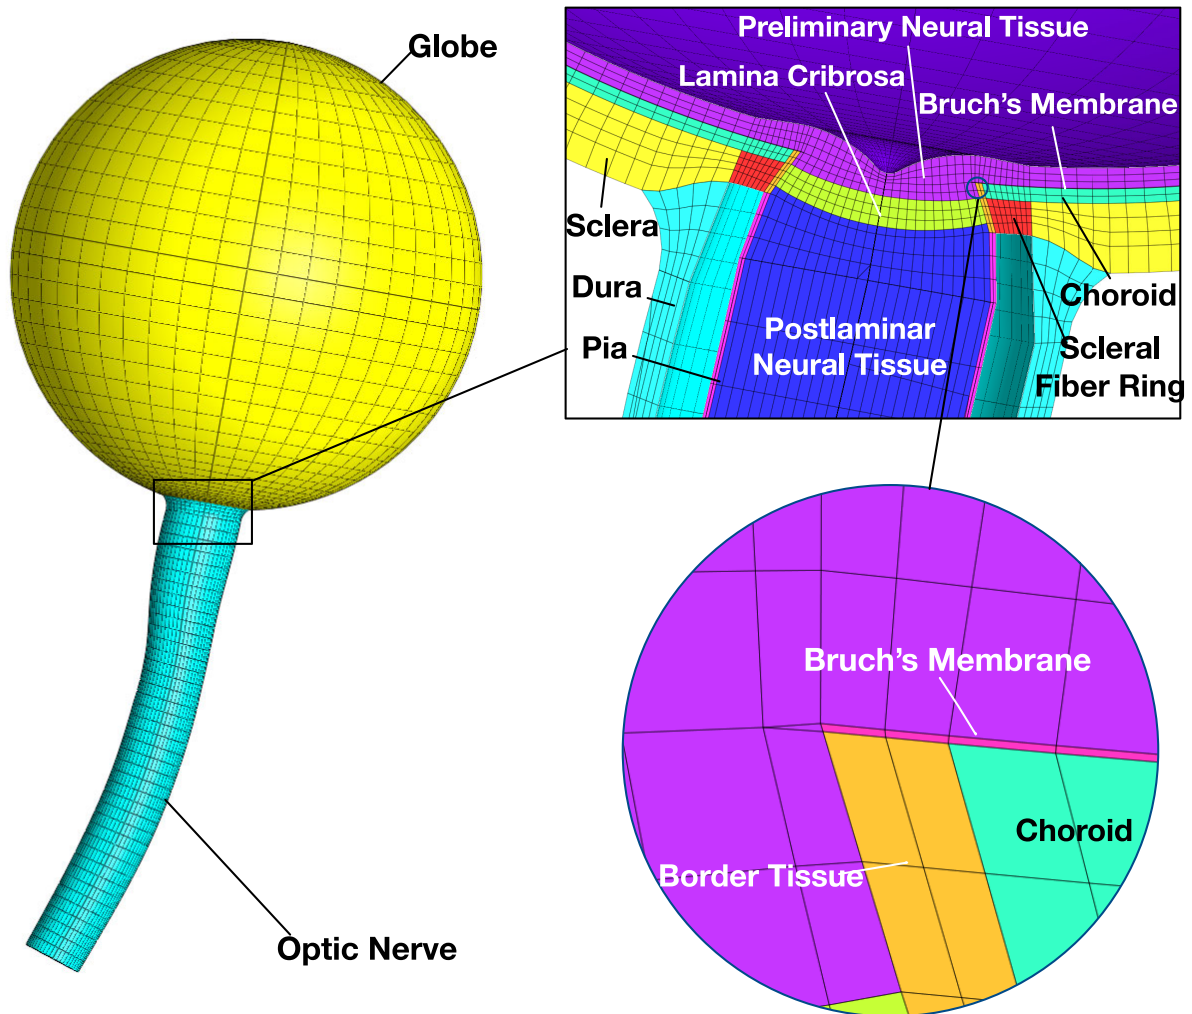 Globe
Preliminary Neural Tissue
Lamina Cribrosa
Bruch's Membrane
Sclera
Dura
Pia
Postlaminar
Neural Tissue
Choroid
Scleral
Fiber Ring
Bruch's Membrane
Choroid
Border Tissue
Optic Nerve